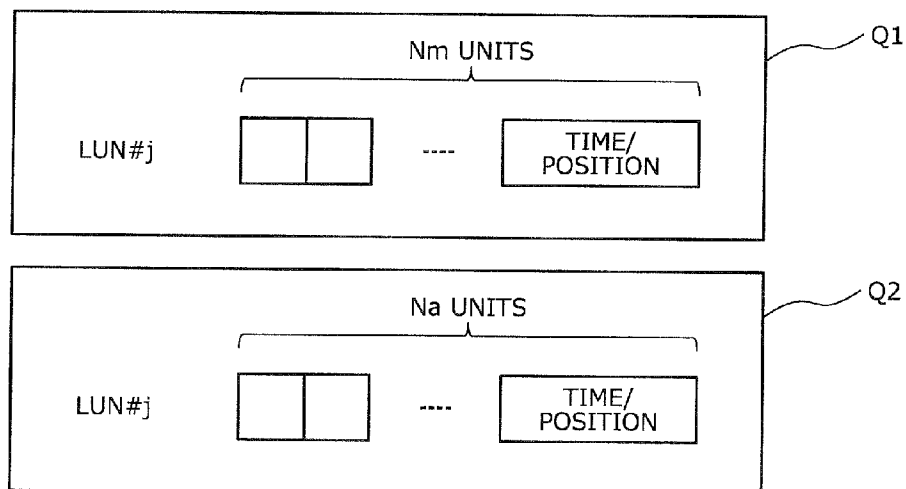 Q1
Nm UNITS
LUN#j
----
TIME/
POSITION
Q2
Na UNITS
LUN#j
----
TIME/
POSITION